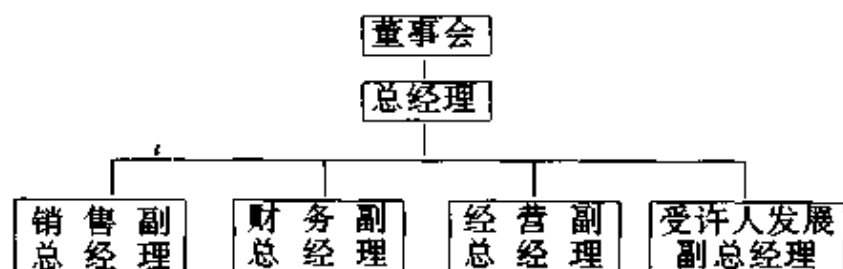 董事会
总经理
销售副
总经理
财务副
总经理
经营副
总经理
受许人发展
副总经理